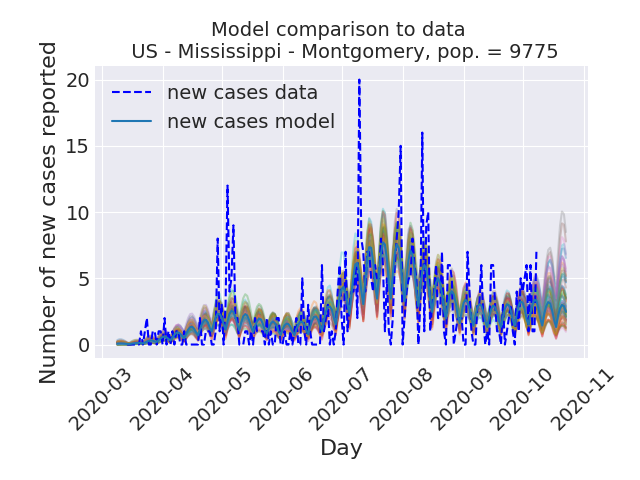 Model comparison to data
US - Mississippi - Montgomery, pop. = 9775
Number of new cases reported
20
15
10
5
0
new cases data
new cases model
2020-03
2020-04
2020-05
2020-06
2020-07
2020-08
2020-09
2020-10
2020-11
Day